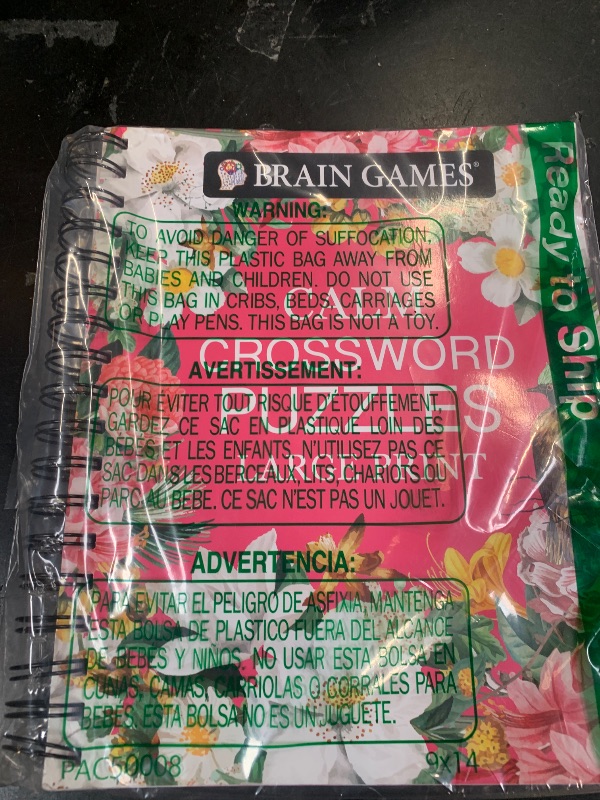 BRAIN GAMES®
WARNING:
TO AVOID DANGER OF SUFFOCATION,
KEEP THIS PLASTIC BAG AWAY FROM
BABIES AND CHILDREN. DO NOT USE
THIS BAG IN CRIBS, BEDS, CARRIAGES
OR PLAY PENS. THIS BAG IS NOT A TOY.
CALM
CROSSWORD
PUZZLES
LARGE PRINT
AVERTISSEMENT:
POUR ÉVITER TOUT RISQUE D'ÉTOUFFEMENT,
GARDEZ CE SAC EN PLASTIQUE LOIN DES
BÉBÉS ET LES ENFANTS. N'UTILISEZ PAS CE
SAC DANS LES BERCEAUX, LITS, CHARIOTS OU
PARC AU BEBE. CE SAC N'EST PAS UN JOUET.
ADVERTENCIA:
PARA EVITAR EL PELIGRO DE ASFIXIA, MANTENGA
ESTA BOLSA DE PLASTICO FUERA DEL ALCANCE
DE BEBES Y NIÑOS. NO USAR ESTA BOLSA EN
CUNAS, CAMAS, CARRIOLAS O CORRALES PARA
BEBES. ESTA BOLSA NO ES UN JUGUETE.
PAC50008
9x14
Ready to Ship